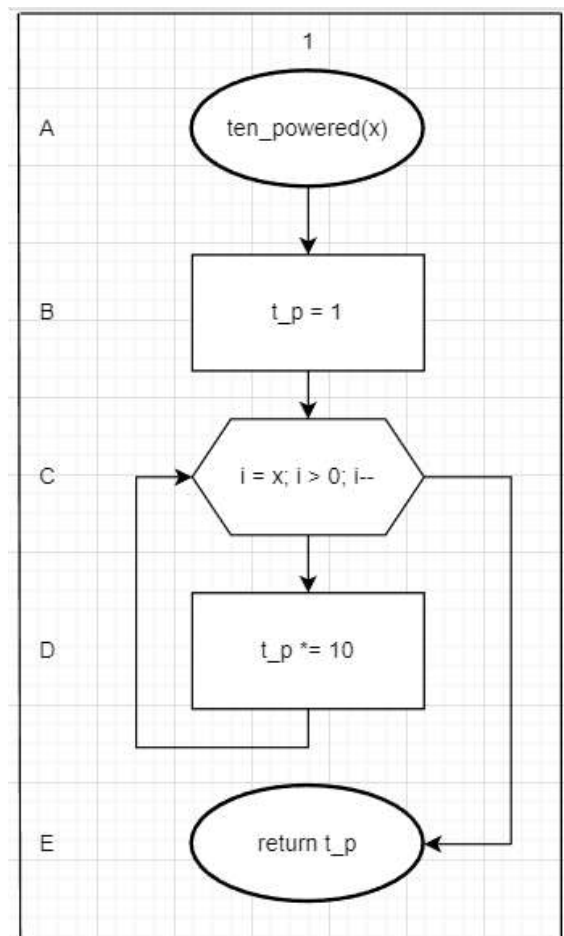 1
A
ten_powered(x)
B
t_p = 1
C
i = x; i > 0; i--
D
t_p *= 10
E
return t_p